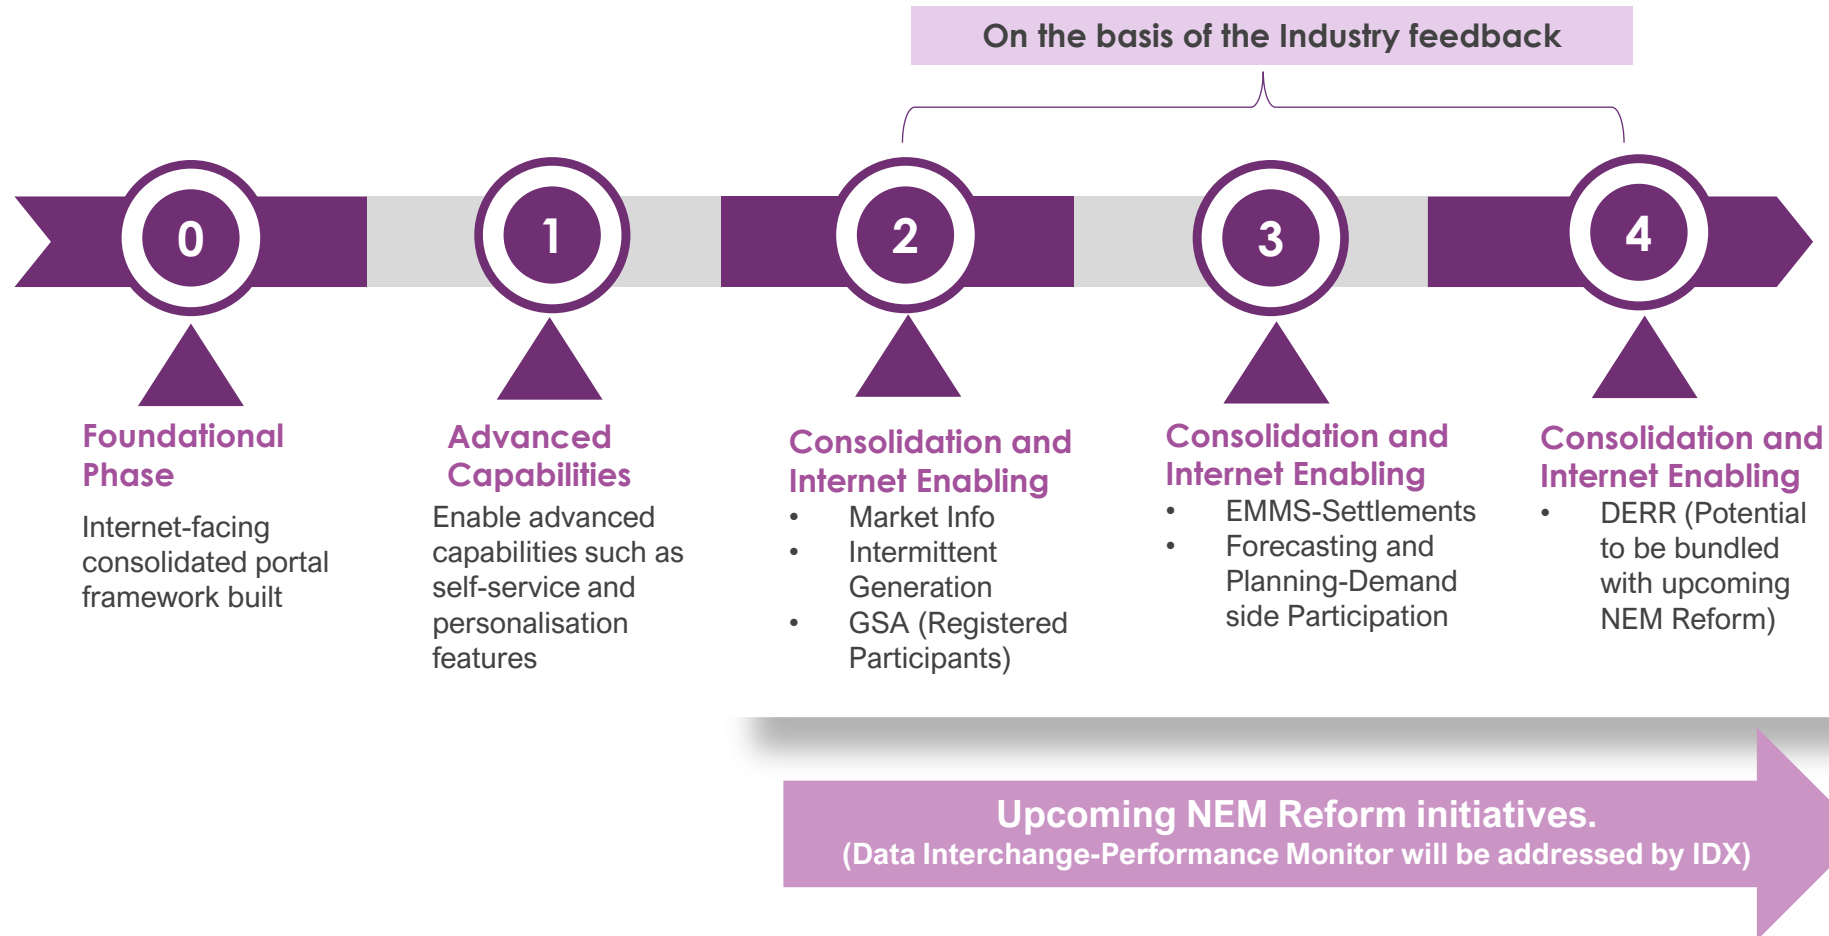 On the basis of the Industry feedback
0
1
2
3
4
Foundational
Phase
Internet-facing
consolidated portal
framework built
Advanced
Capabilities
Enable advanced
capabilities such as
self-service and
personalisation
features
Consolidation and
Internet Enabling
• Market Info
• Intermittent
Generation
• GSA (Registered
Participants)
Consolidation and
Internet Enabling
• EMMS-Settlements
• Forecasting and
Planning-Demand
side Participation
Consolidation and
Internet Enabling
• DERR (Potential
to be bundled
with upcoming
NEM Reform)
Upcoming NEM Reform initiatives.
(Data Interchange-Performance Monitor will be addressed by IDX)